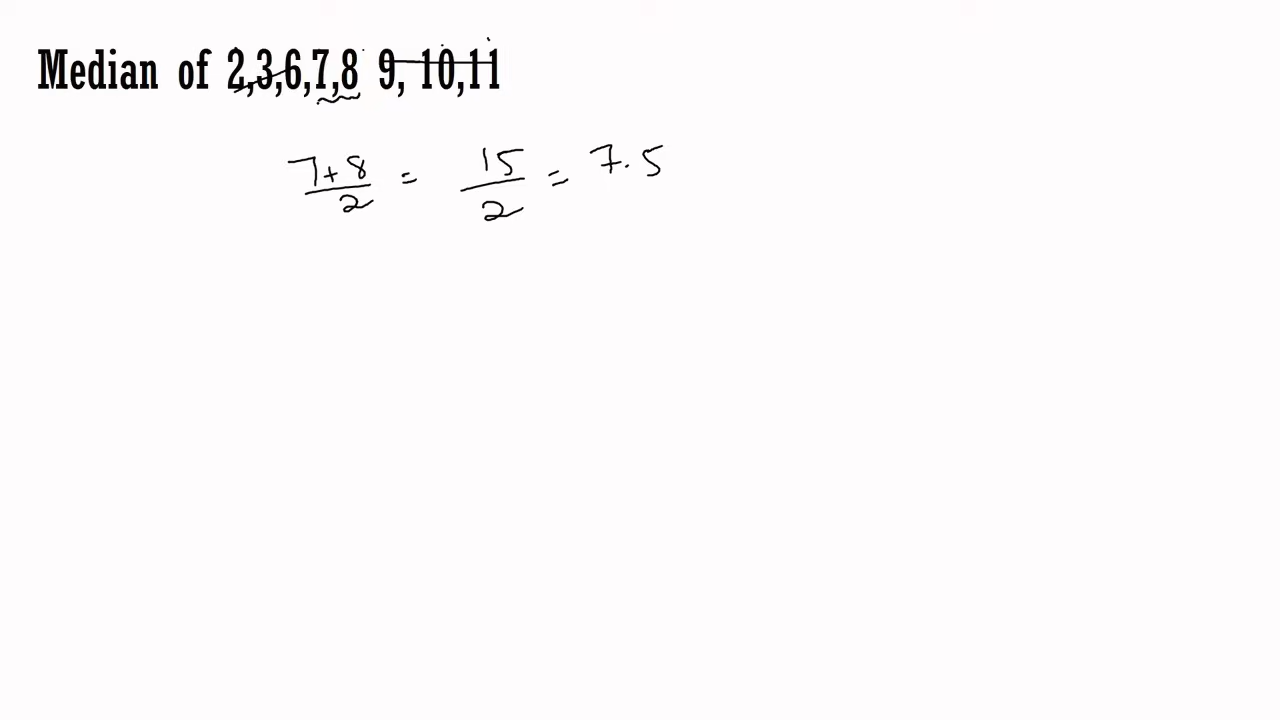 Median of 2,3,6,7,8 9, 10,11
7+8/2 = 15/2 = 7.5